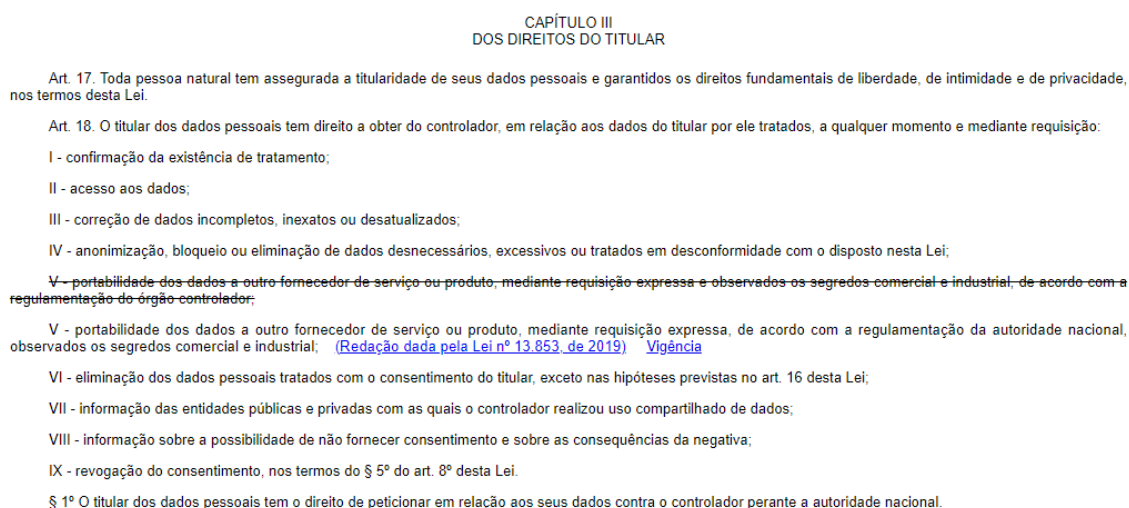 CAPÍTULO III
DOS DIREITOS DO TITULAR
Art. 17. Toda pessoa natural tem assegurada a titularidade de seus dados pessoais e garantidos os direitos fundamentais de liberdade, de intimidade e de privacidade,
nos termos desta Lei.
Art. 18. O titular dos dados pessoais tem direito a obter do controlador, em relação aos dados do titular por ele tratados, a qualquer momento e mediante requisição:
I - confirmação da existência de tratamento;
II - acesso aos dados;
III - correção de dados incompletos, inexatos ou desatualizados;
IV - anonimização, bloqueio ou eliminação de dados desnecessários, excessivos ou tratados em desconformidade com o disposto nesta Lei;
V - portabilidade dos dados a outro fornecedor de serviço ou produto, mediante requisição expressa e observados os segredos comercial e industrial, de acordo com a
regulamentação do órgão controlador;
V - portabilidade dos dados a outro fornecedor de serviço ou produto, mediante requisição expressa, de acordo com a regulamentação da autoridade nacional,
observados os segredos comercial e industrial; (Redação dada pela Lei nº 13.853, de 2019) Vigência
VI - eliminação dos dados pessoais tratados com o consentimento do titular, exceto nas hipóteses previstas no art. 16 desta Lei;
VII - informação das entidades públicas e privadas com as quais o controlador realizou uso compartilhado de dados;
VIII - informação sobre a possibilidade de não fornecer consentimento e sobre as consequências da negativa;
IX - revogação do consentimento, nos termos do § 5º do art. 8º desta Lei.
§ 1º O titular dos dados pessoais tem o direito de peticionar em relação aos seus dados contra o controlador perante a autoridade nacional.